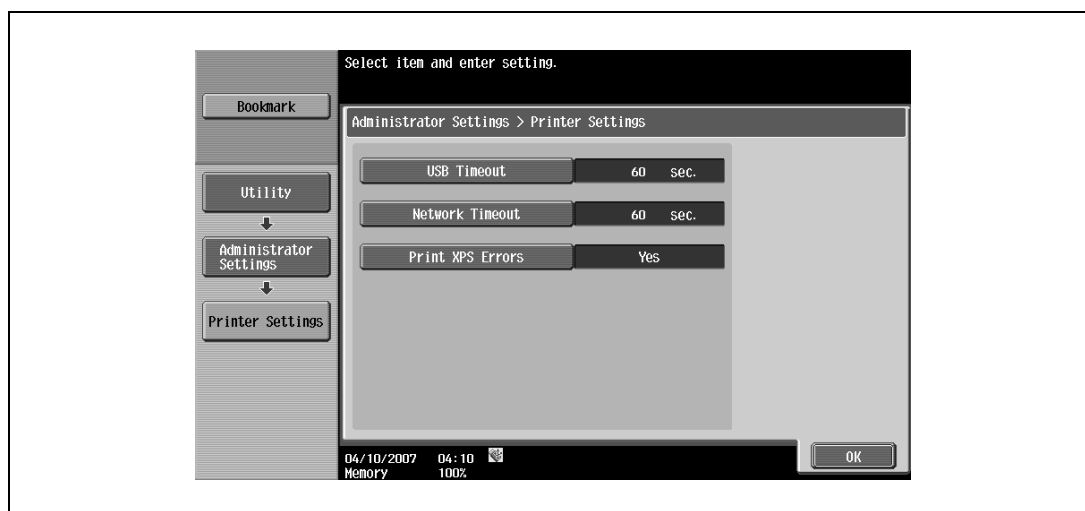 Select item and enter setting.
Bookmark
Administrator Settings > Printer Settings
USB Timeout 60 sec.
Utility
Network Timeout 60 sec.
Administrator
Settings
Print XPS Errors Yes
Printer Settings
04/10/2007 04:10
Memory 100%
OK